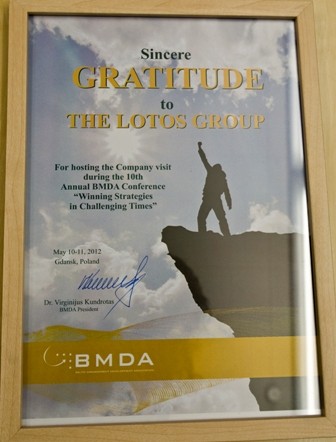 Sincere
GRATITUDE
to
THE LOTOS GROUP
For hosting the Company visit
during the 10th
Annual BMDA Conference
“Winning Strategies
in Challenging Times”
May 10-11, 2012
Gdansk, Poland
Dr. Virginijus Kundrotas
BMDA President
BMDA